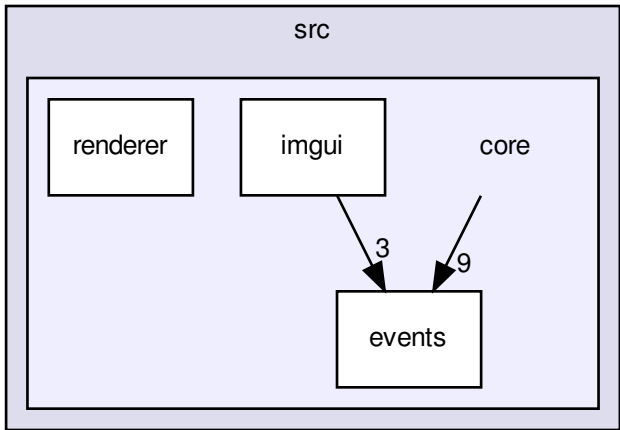 src
renderer
imgui
core
3
9
events